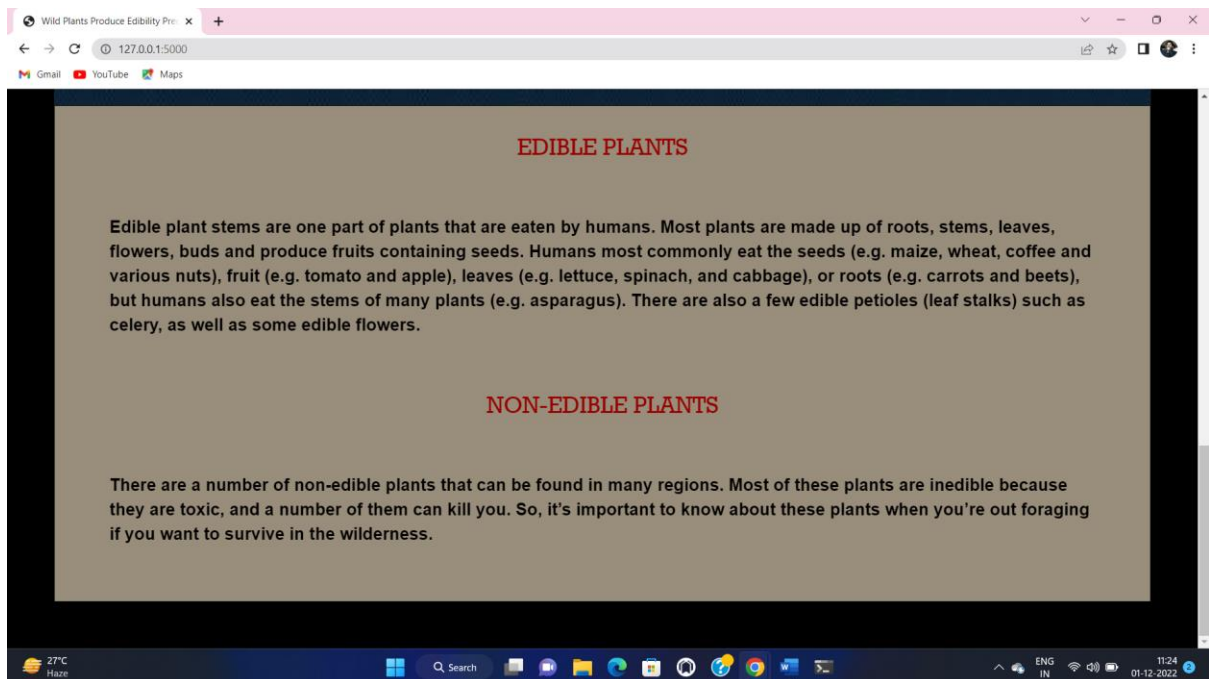 Wild Plants Produce Edibility Pre
127.0.0.1:5000
Gmail YouTube Maps
EDIBLE PLANTS
Edible plant stems are one part of plants that are eaten by humans. Most plants are made up of roots, stems, leaves,
flowers, buds and produce fruits containing seeds. Humans most commonly eat the seeds (e.g. maize, wheat, coffee and
various nuts), fruit (e.g. tomato and apple), leaves (e.g. lettuce, spinach, and cabbage), or roots (e.g. carrots and beets),
but humans also eat the stems of many plants (e.g. asparagus). There are also a few edible petioles (leaf stalks) such as
celery, as well as some edible flowers.
NON-EDIBLE PLANTS
There are a number of non-edible plants that can be found in many regions. Most of these plants are inedible because
they are toxic, and a number of them can kill you. So, it’s important to know about these plants when you’re out foraging
if you want to survive in the wilderness.
27°C
Haze
Search
ENG
IN
11:24
01-12-2022
2